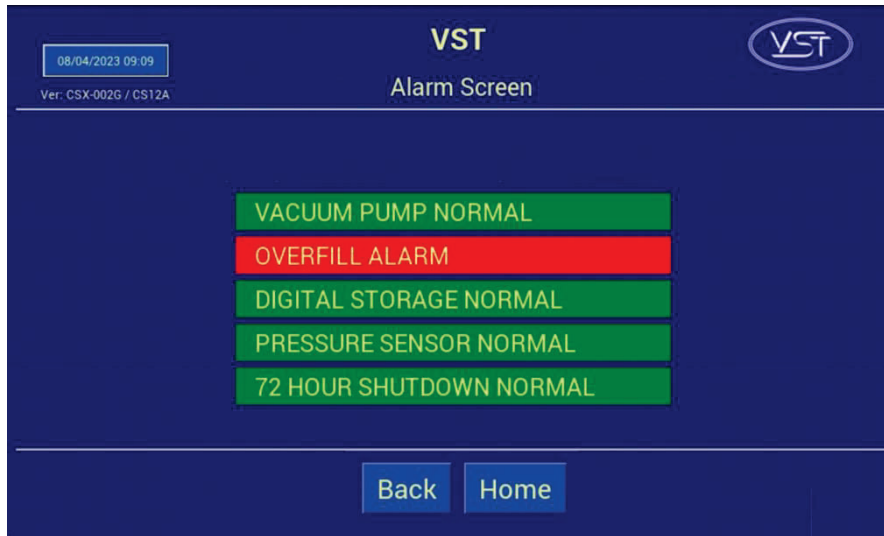 VST
VST
08/04/2023 09:09
Ver: CSX-002G / CS12A
Alarm Screen
VACUUM PUMP NORMAL
OVERFILL ALARM
DIGITAL STORAGE NORMAL
PRESSURE SENSOR NORMAL
72 HOUR SHUTDOWN NORMAL
Back Home